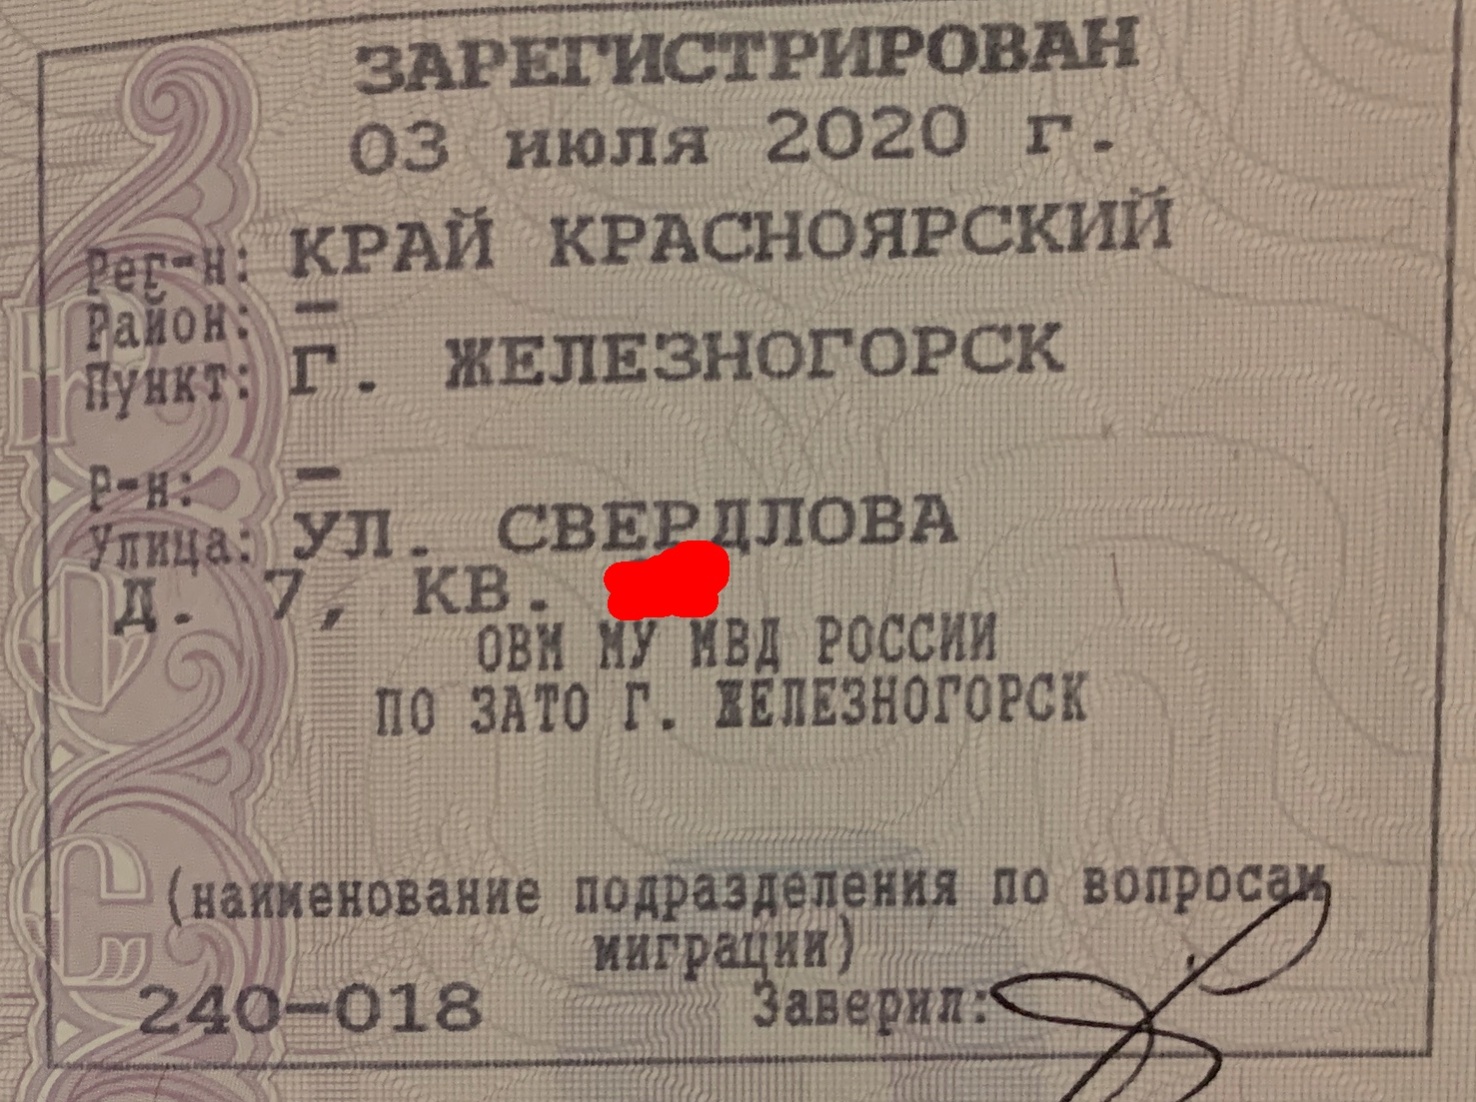 ЗАРЕГИСТРИРОВАН
03 июля 2020 г.
Рег-н: КРАЙ КРАСНОЯРСКИЙ
Район: –
Пункт: Г. ЖЕЛЕЗНОГОРСК
Р-н: –
Улица: УЛ. СВЕРДЛОВА
Д. 7, КВ.
ОВМ МУ МВД РОССИИ
ПО ЗАТО Г. ЖЕЛЕЗНОГОРСК
(наименование подразделения по вопросам
миграции)
240-018 Заверил: